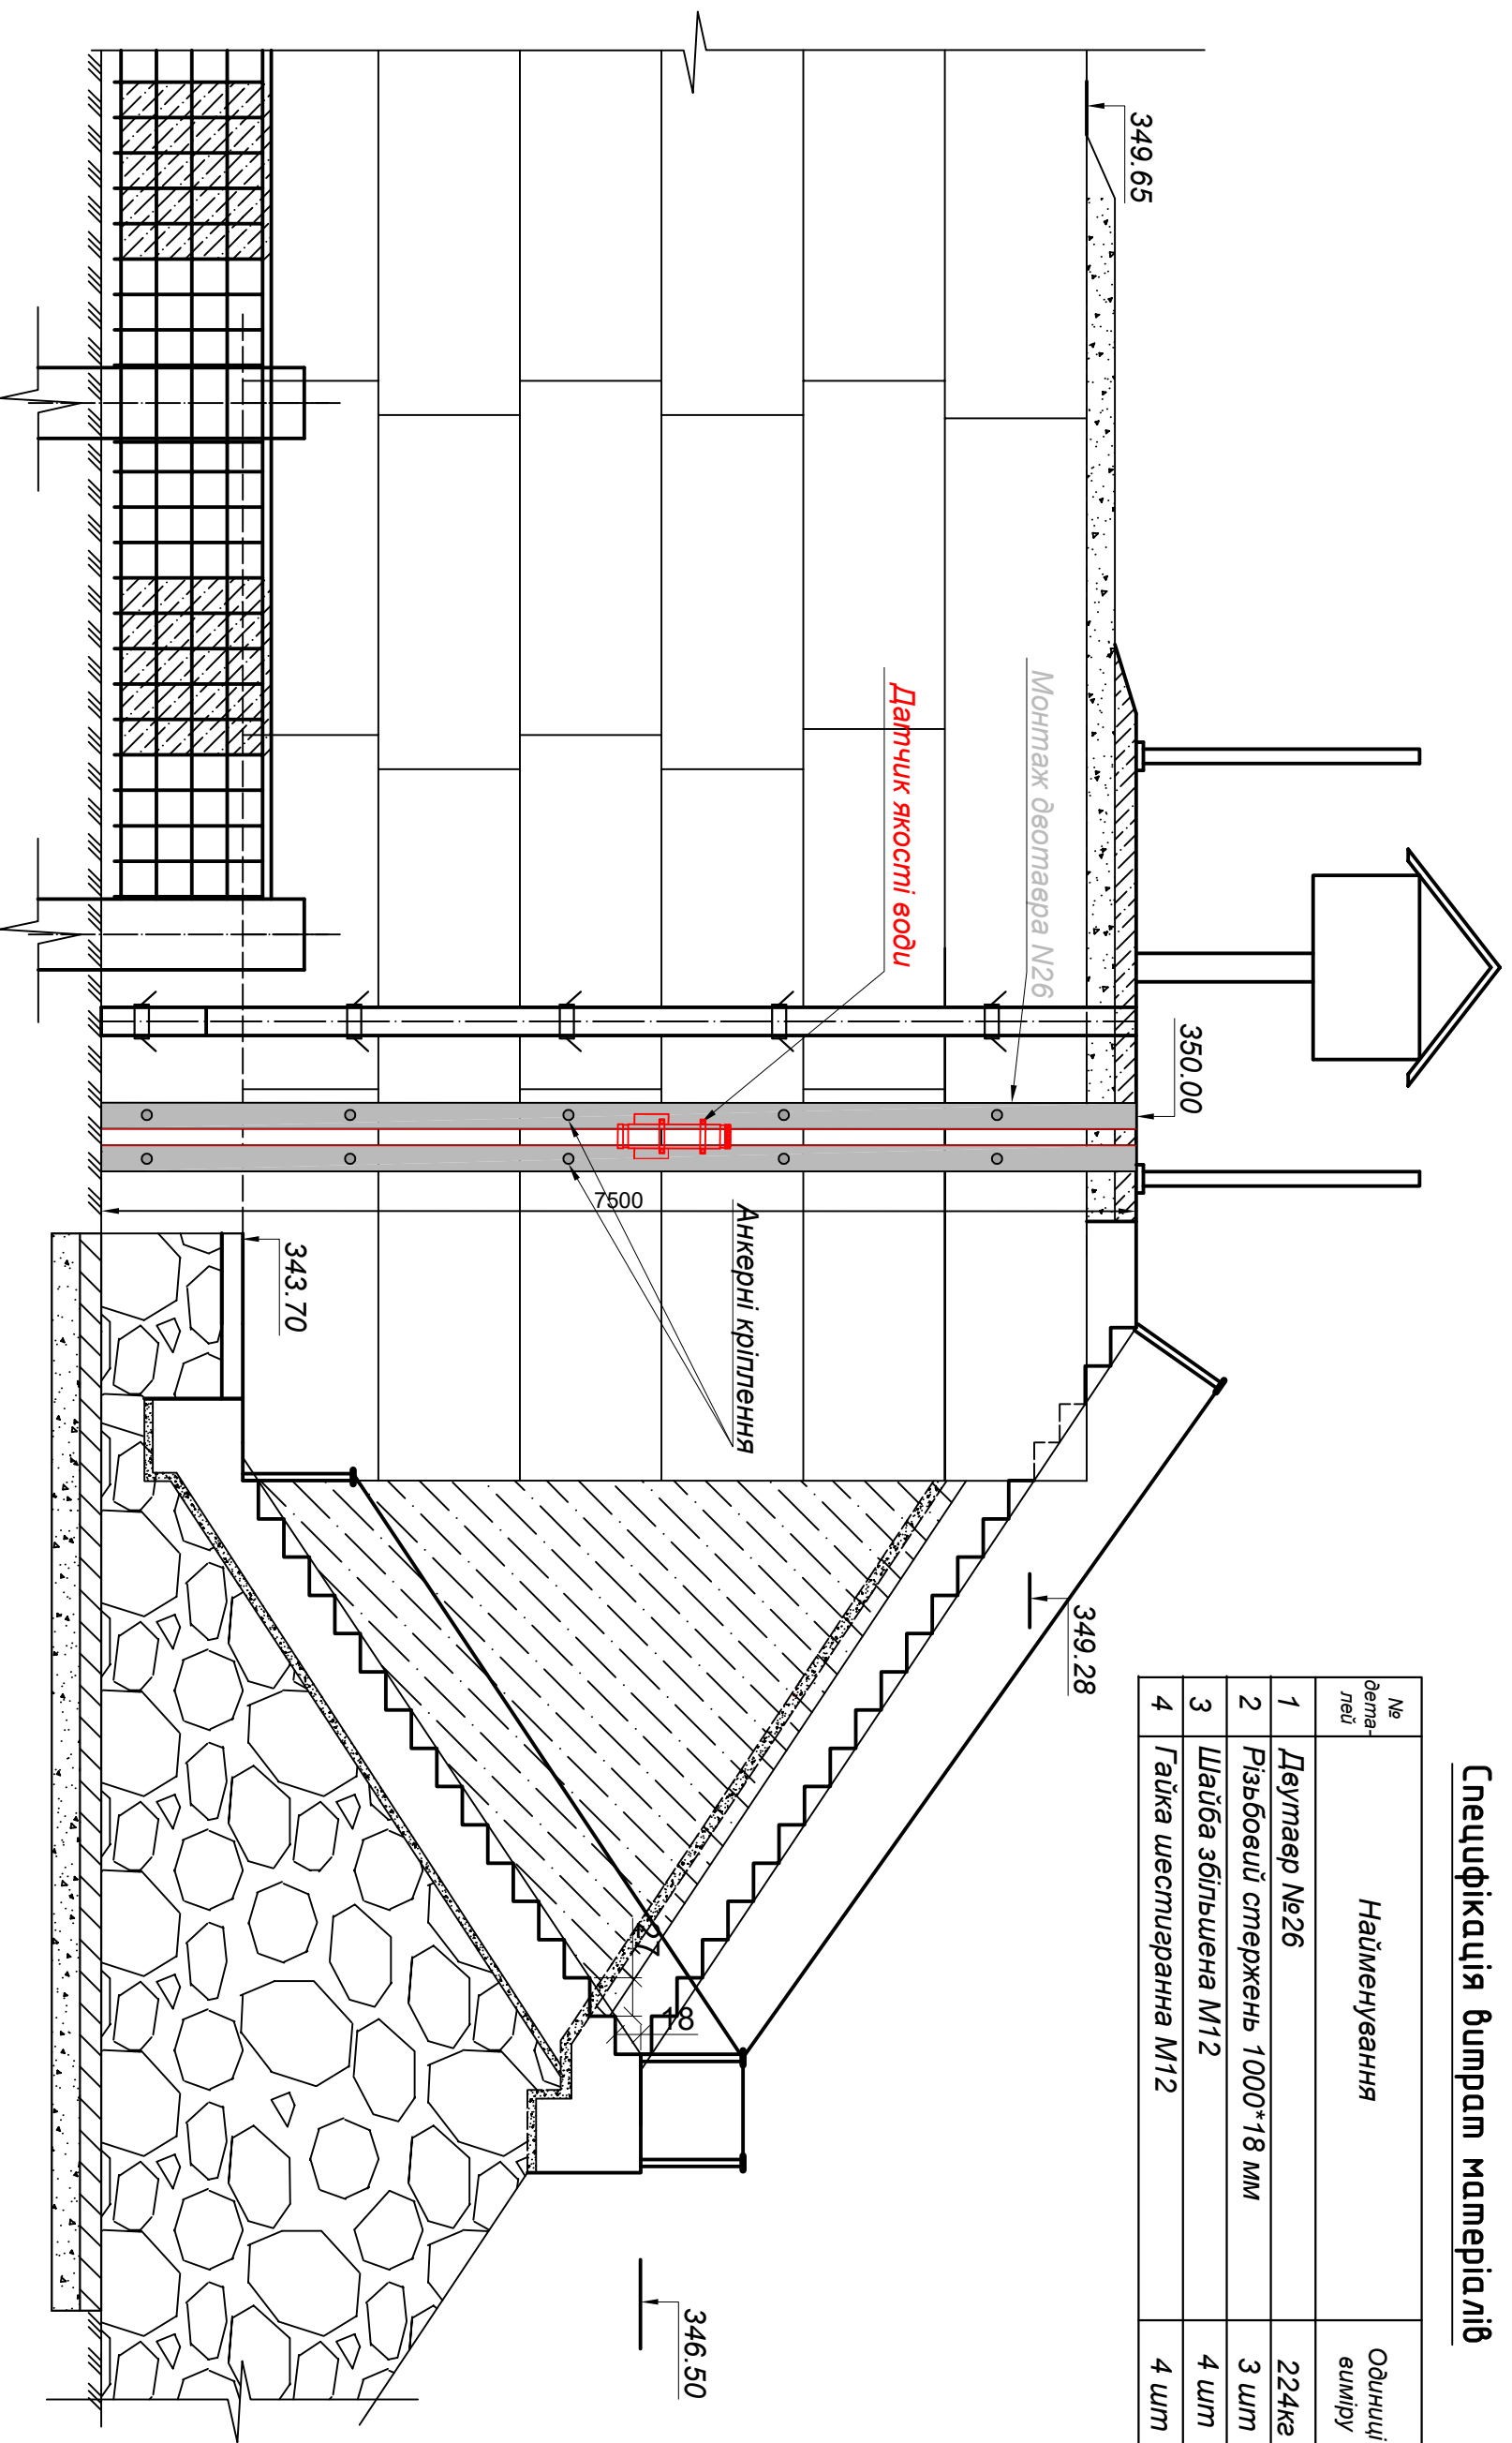 Специфікація витрат матеріалів
№
дета-
лей
Найменування
Одиниці
виміру
1 Двутавр №26 224кг
2 Різьбовий стержень 1000*18 мм 3 шт
3 Шайба збільшена М12 4 шт
4 Гайка шестигранна М12 4 шт
349.65
350.00
349.28
Монтаж двотавра N26
Датчик якості води
Анкерні кріплення
7500
346.50
18
343.70